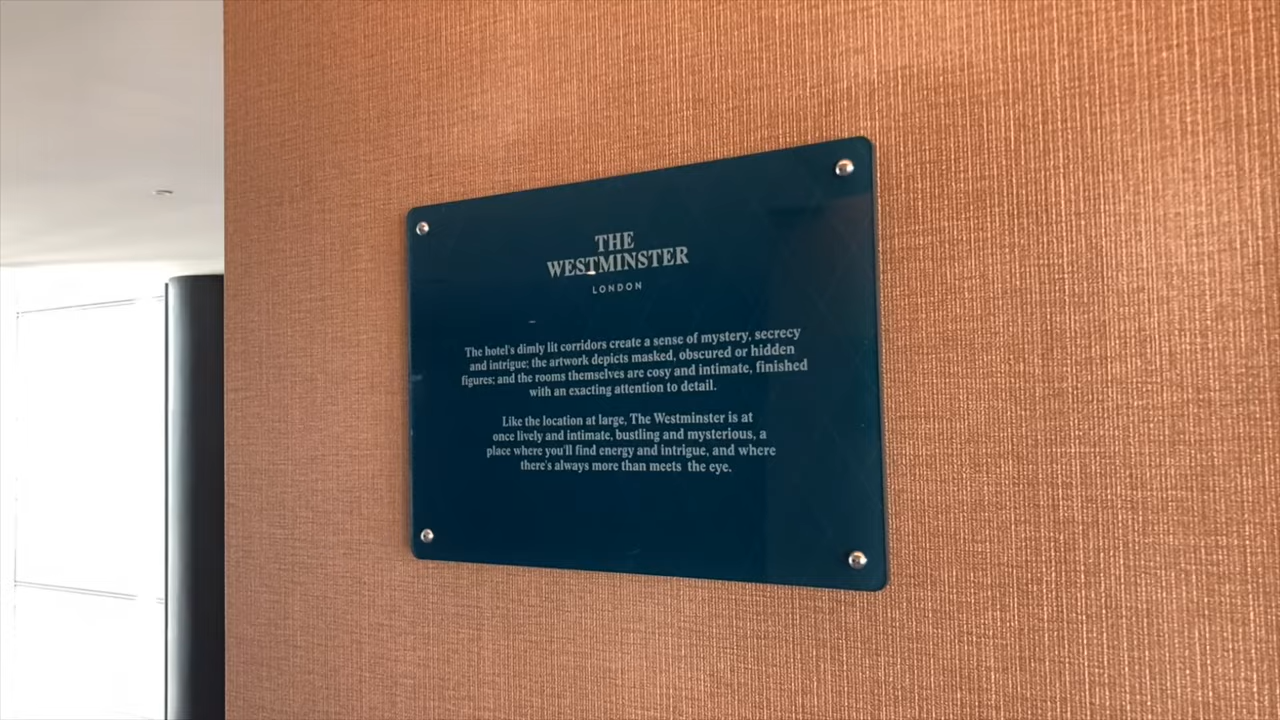 THE
WESTMINSTER
LONDON
The hotel's dimly lit corridors create a sense of mystery, secrecy
and intrigue; the artwork depicts masked, obscured or hidden
figures; and the rooms themselves are cosy and intimate, finished
with an exacting attention to detail.
Like the location at large, The Westminster is at
once lively and intimate, bustling and mysterious, a
place where you'll find energy and intrigue, and where
there's always more than meets the eye.